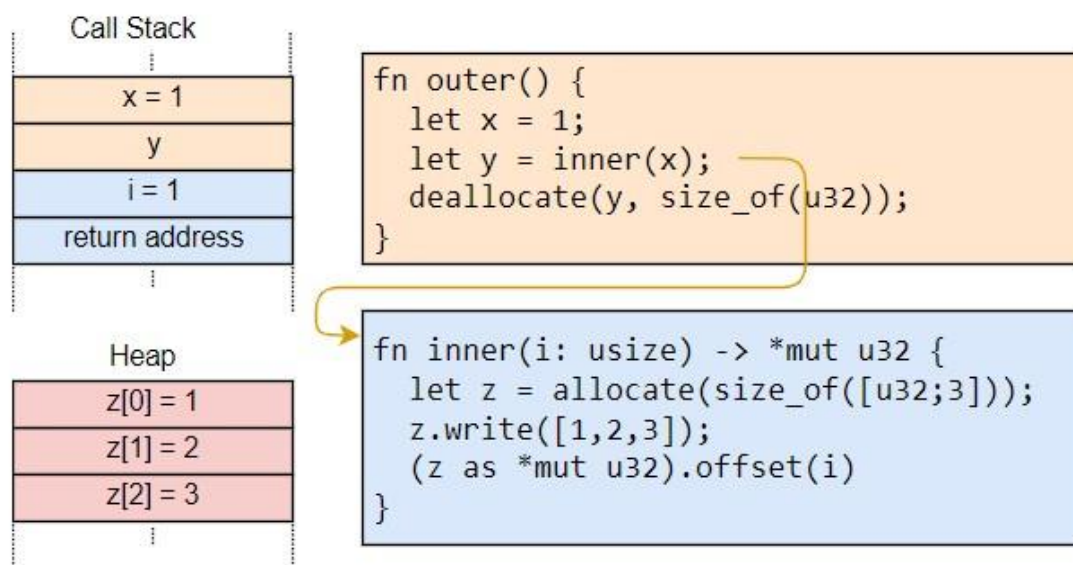 Call Stack
x = 1
y
i = 1
return address
fn outer() {
let x = 1;
let y = inner(x);
deallocate(y, size_of(u32));
}
Heap
z[0] = 1
z[1] = 2
z[2] = 3
fn inner(i: usize) -> *mut u32 {
let z = allocate(size_of([u32;3]));
z.write([1,2,3]);
(z as *mut u32).offset(i)
}